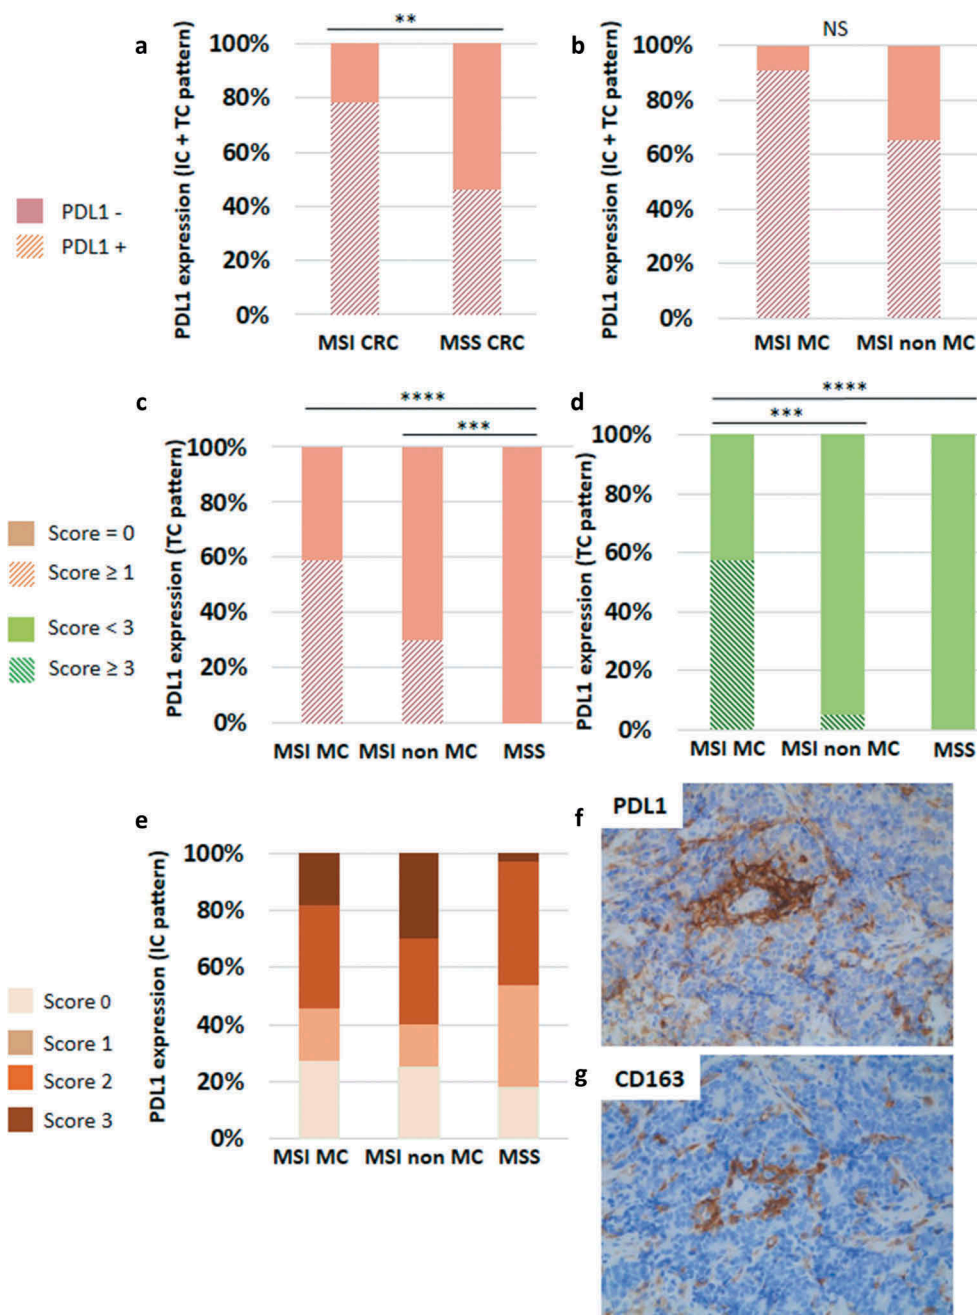 a
**
PDL1 expression (IC + TC pattern)
100%
80%
60%
40%
20%
0%
MSI CRC
MSS CRC
b
NS
PDL1 expression (IC + TC pattern)
100%
80%
60%
40%
20%
0%
MSI MC
MSI non MC
PDL1 -
PDL1 +
c
****
***
PDL1 expression (TC pattern)
100%
80%
60%
40%
20%
0%
MSI MC
MSI non MC
MSS
d
****
***
PDL1 expression (TC pattern)
100%
80%
60%
40%
20%
0%
MSI MC
MSI non MC
MSS
Score = 0
Score ≥ 1
Score < 3
Score ≥ 3
e
PDL1 expression (IC pattern)
100%
80%
60%
40%
20%
0%
MSI MC
MSI non MC
MSS
Score 0
Score 1
Score 2
Score 3
f
PDL1
g
CD163